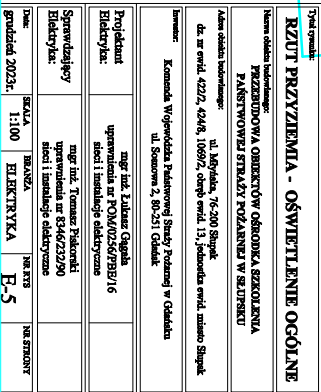 Tytuł rysunku:
RZUT PRZYZIEMIA - OŚWIETLENIE OGÓLNE
Nazwa obiektu budowlanego:
PRZEBUDOWA OBIEKTÓW OŚRODKA SZKOLENIA
PAŃSTWOWEJ STRAŻY POŻARNEJ W SŁUPSKU
Adres obiektu budowlanego:
ul. Młyńska, 76-200 Słupsk
dz. nr ewid. 422/2, 424/8, 1069/2, obręb ewid. 13, jednostka ewid. miasto Słupsk
Inwestor:
Komenda Wojewódzka Państwowej Straży Pożarnej w Gdańsku
ul. Sosnowa 2, 80-251 Gdańsk
Projektant
Elektryka:
mgr inż. Łukasz Gągała
uprawnienia nr POM/0256/PBE/16
sieci i instalacje elektryczne
Sprawdzający
Elektryka:
mgr inż. Tomasz Piskorski
uprawnienia nr 8346/232/90
sieci i instalacje elektryczne
Data:
grudzień 2023r.
SKALA
1:100
BRANŻA
ELEKTRYKA
NR RYS
E-5
NR STRONY